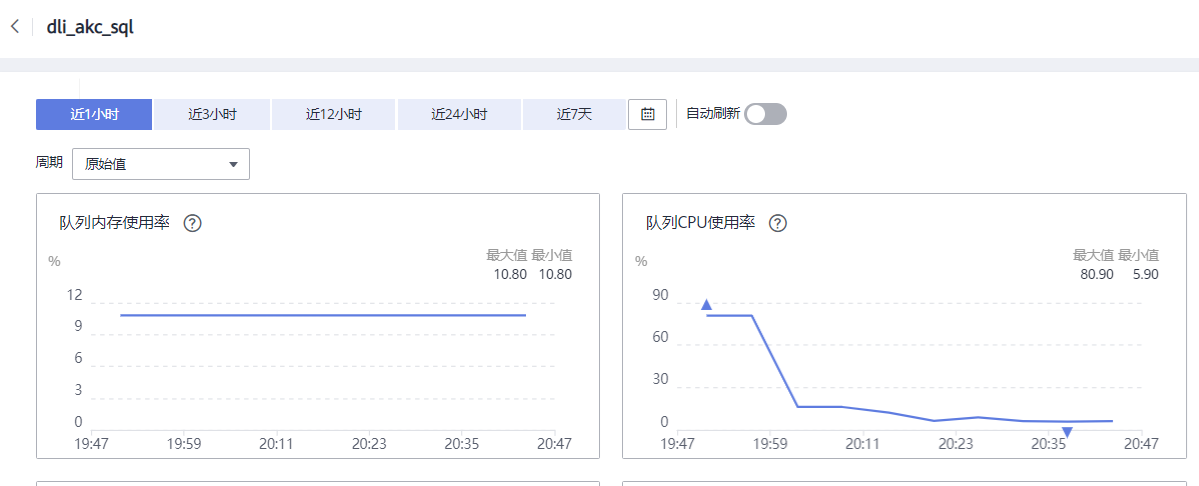 dli_akc_sql
近1小时 近3小时 近12小时 近24小时 近7天 自动刷新
周期 原始值
队列内存使用率 ?
% 最大值 最小值
10.80 10.80
12
9
6
3
0
19:47 19:59 20:11 20:23 20:35 20:47
队列CPU使用率 ?
% 最大值 最小值
80.90 5.90
90
60
30
0
19:47 19:59 20:11 20:23 20:35 20:47